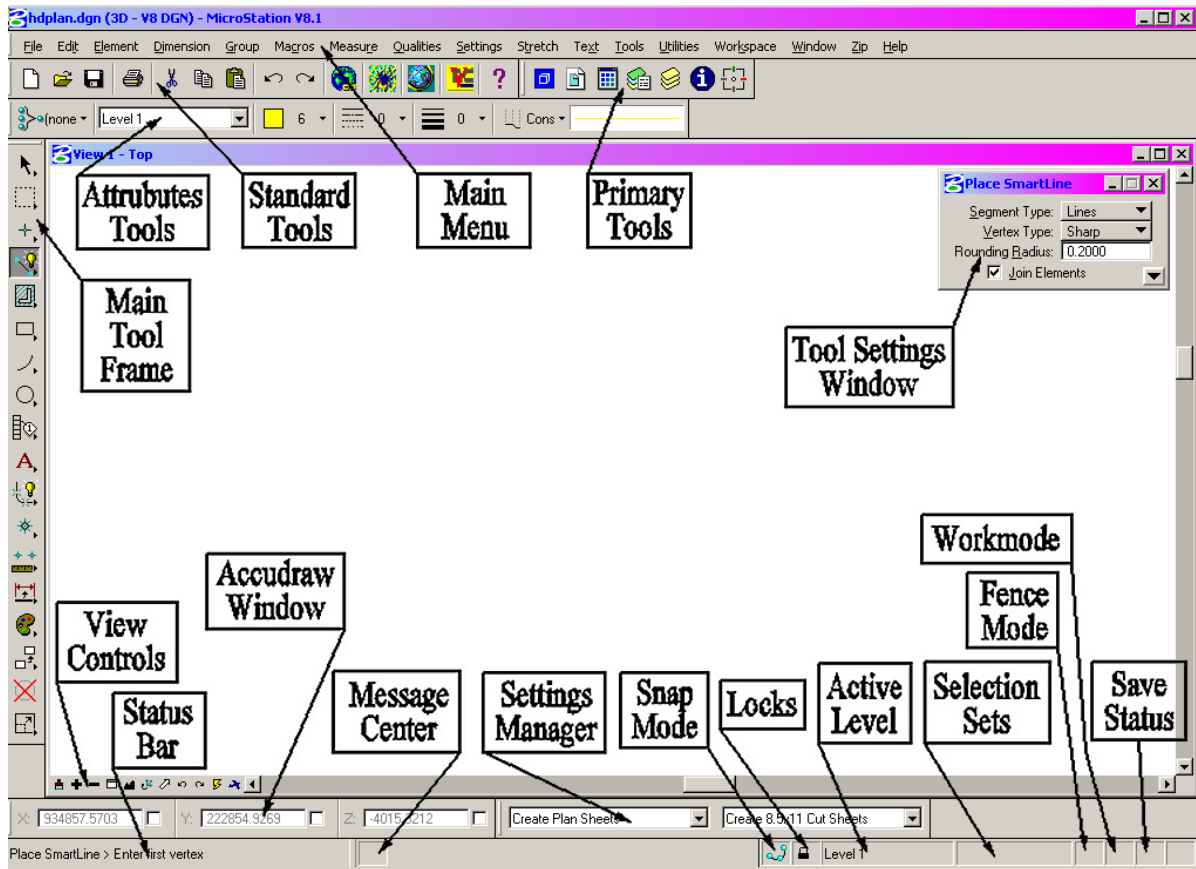 hdplan.dgn (3D - V8 DGN) - MicroStation V8.1
File Edit Element Dimension Group Macros Measure Qualities Settings Stretch Text Tools Utilities Workspace Window Zip Help
(none Level 1 6 0 0 Cons
View 1 - Top
Attrubutes
Tools
Standard
Tools
Main
Menu
Primary
Tools
Place SmartLine
Segment Type: Lines
Vertex Type: Sharp
Rounding Radius: 0.2000
Join Elements
Main
Tool
Frame
Tool Settings
Window
Workmode
Accudraw
Window
Fence
Mode
View
Controls
Status
Bar
Message
Center
Settings
Manager
Snap
Mode
Locks
Active
Level
Selection
Sets
Save
Status
X: 934857.5703 Y: 222854.9269 Z: Create Plan Sheets Create 8.5x11 Cut Sheets
Place SmartLine > Enter first vertex Level 1